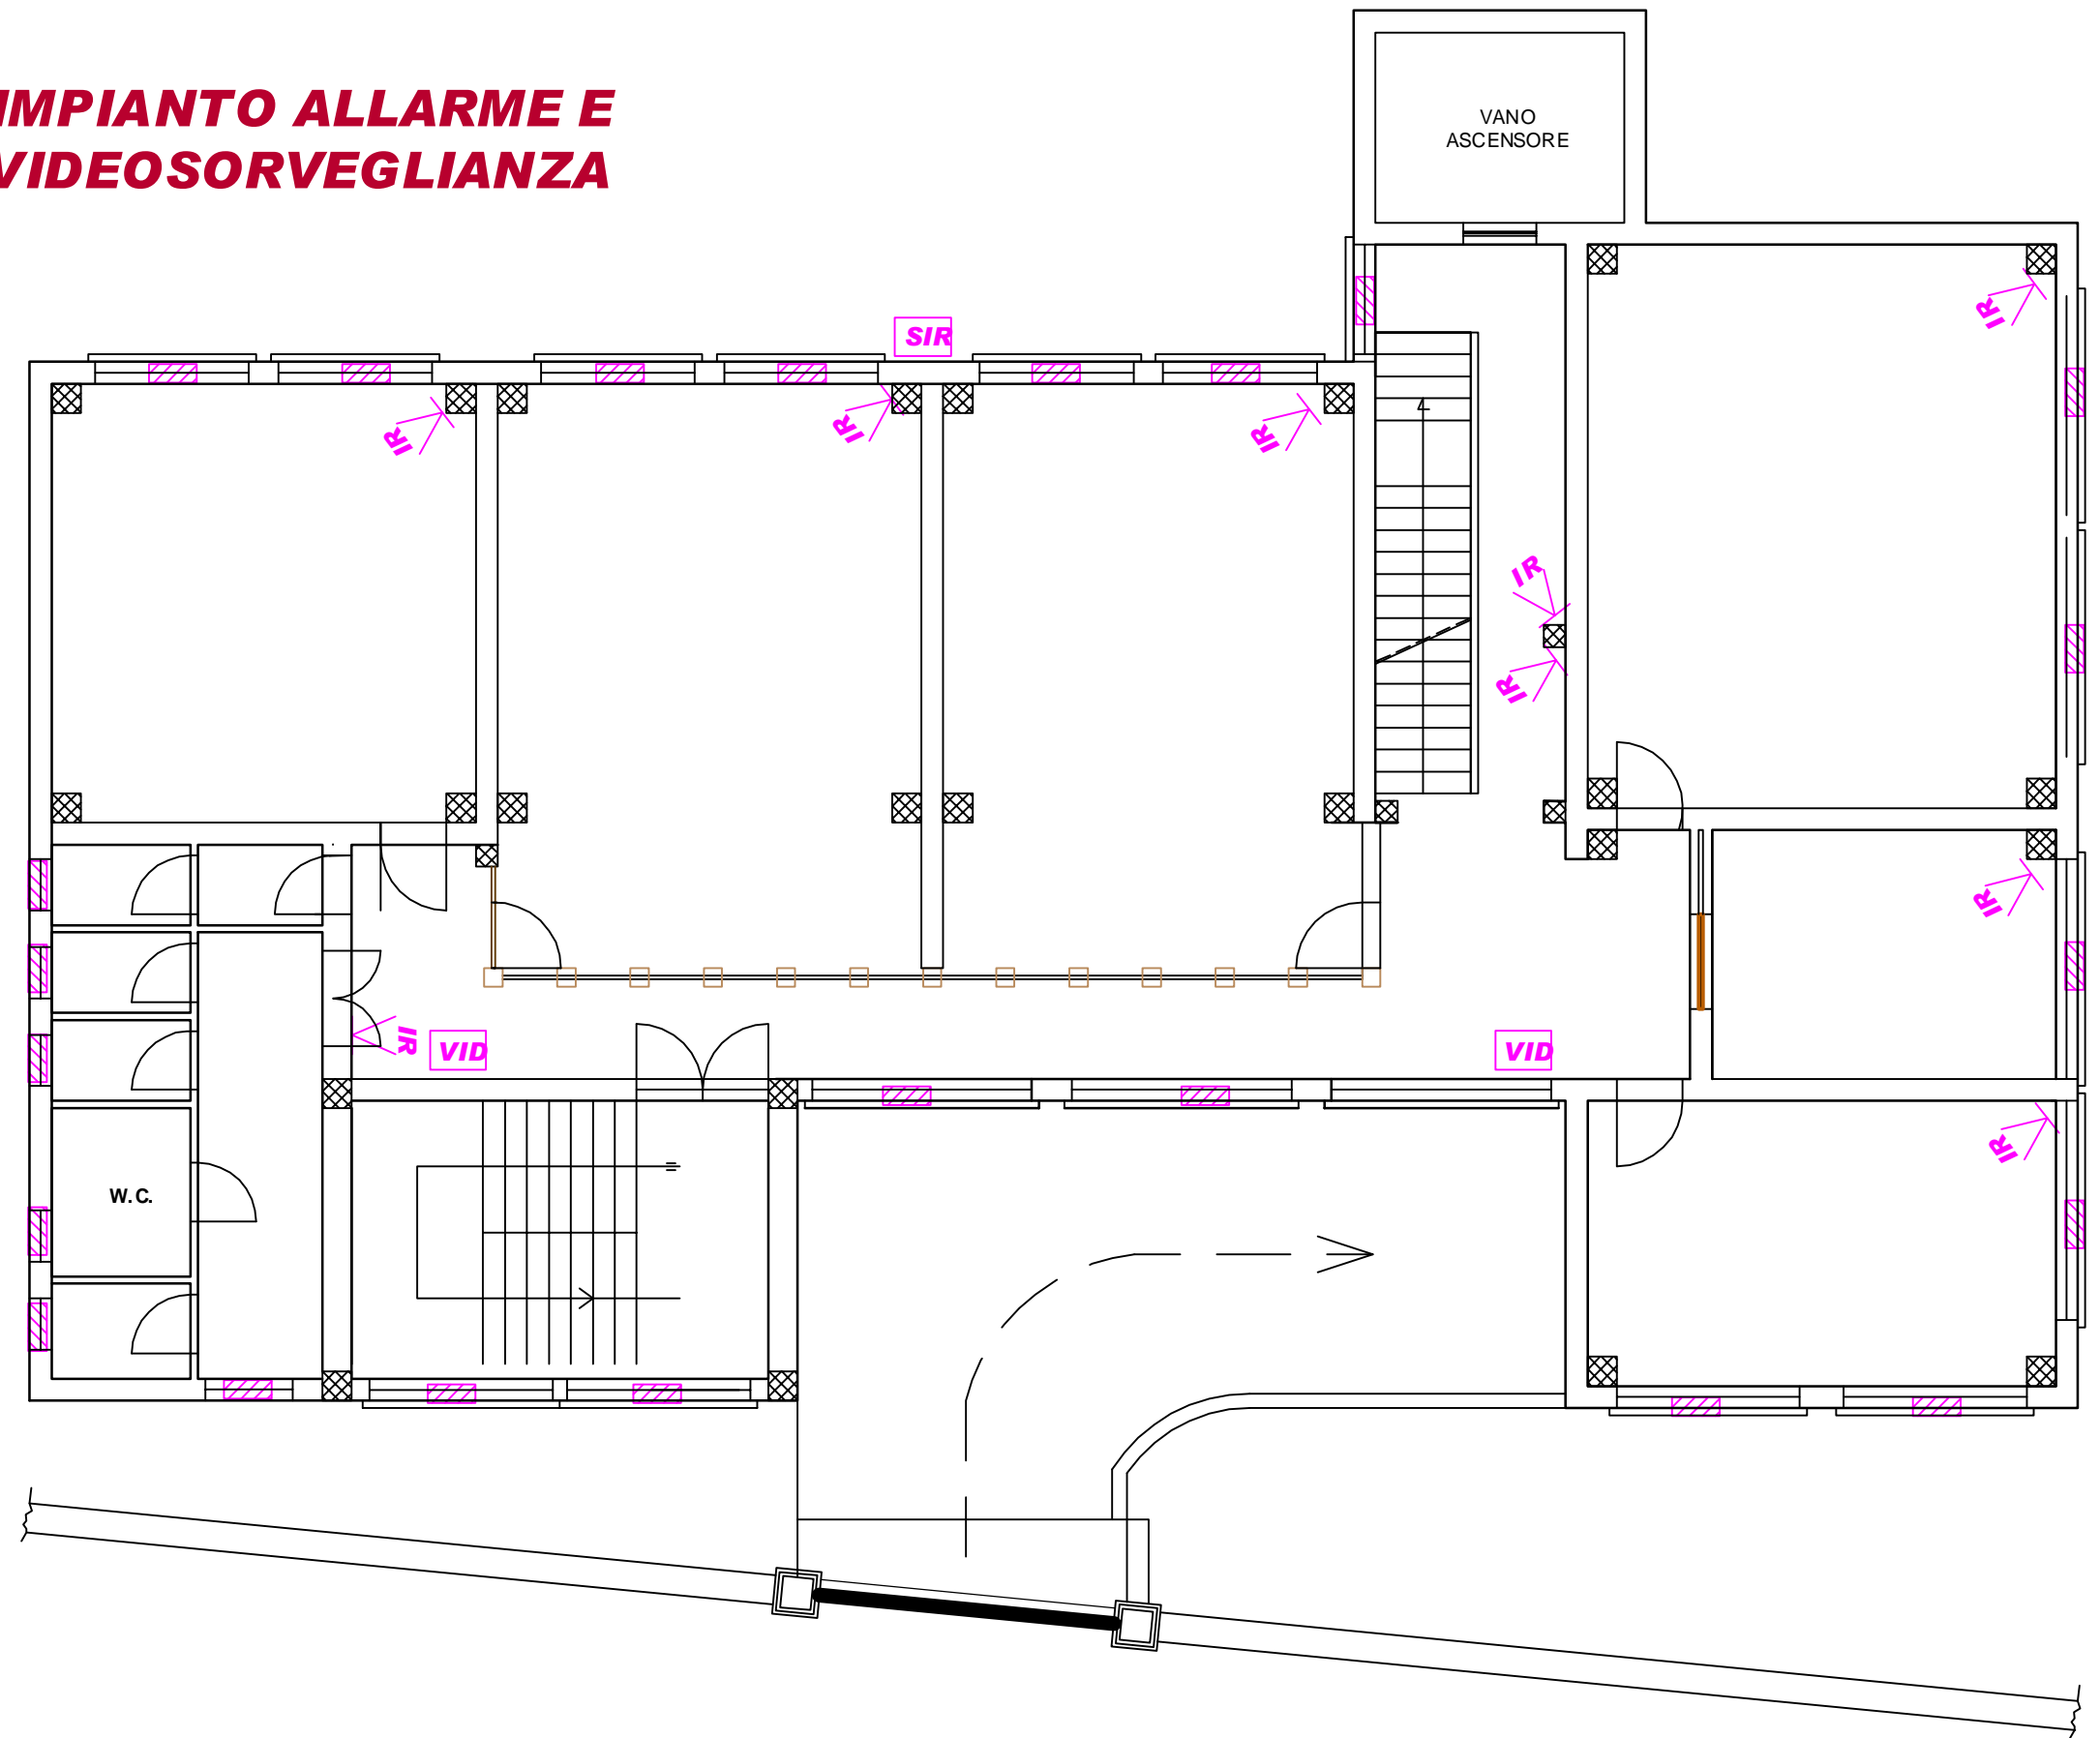 IMPIANTO ALLARME E
VIDEOSORVEGLIANZA
VANO
ASCENSORE
IR
SIR
IR
IR
IR
IR
IR
IR
IR
VID
VID
IR
W.C.